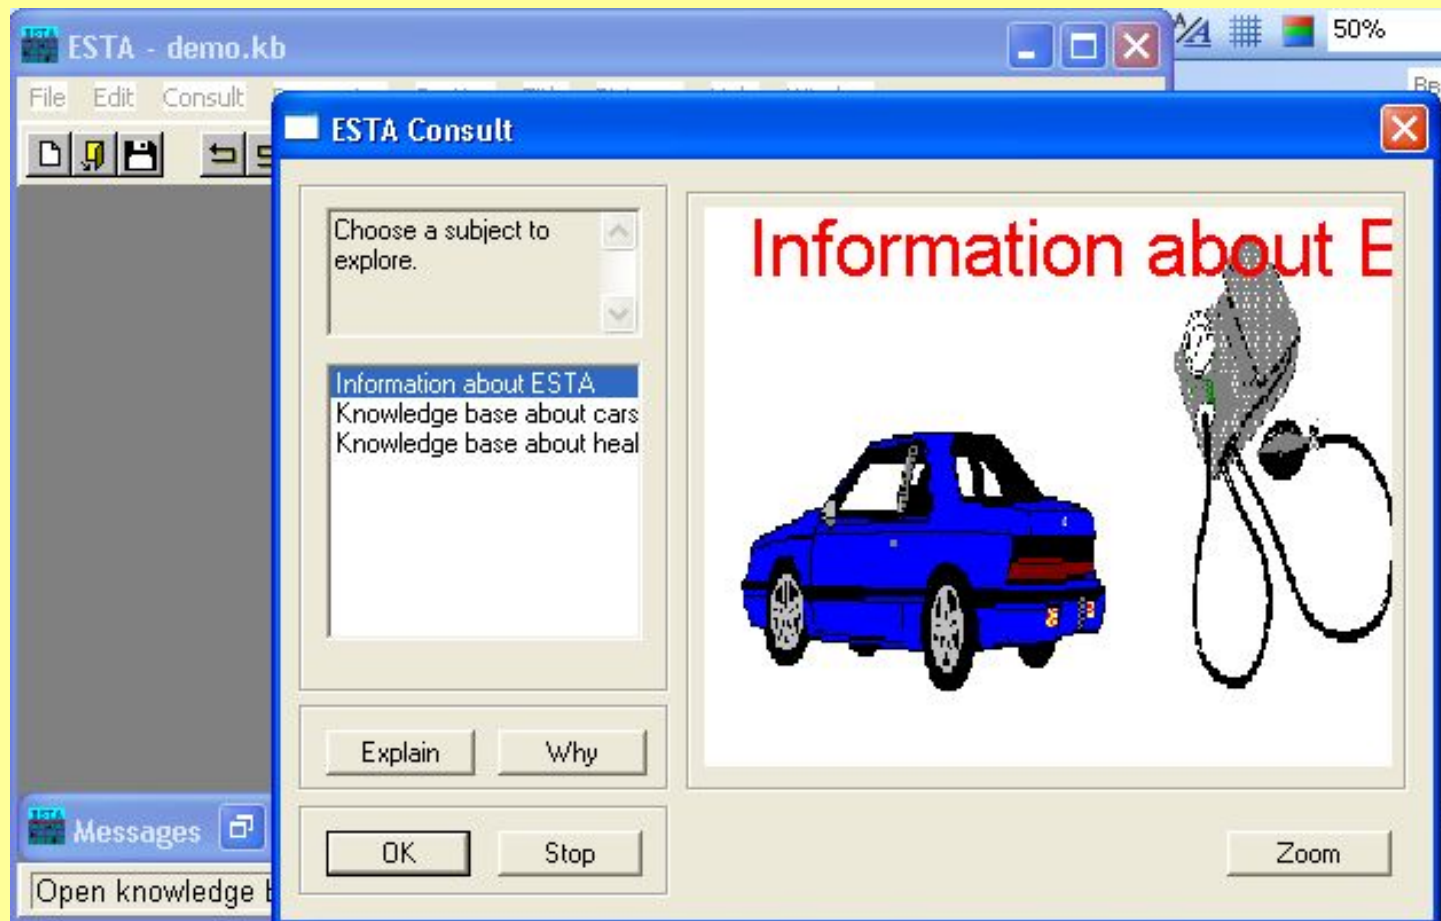 ESTA - demo.kb
50%
File Edit Consult
ESTA Consult
Choose a subject to
explore.
Information about ESTA
Knowledge base about cars
Knowledge base about heal
Information about E
Explain Why
OK Stop
Zoom
Messages
Open knowledge